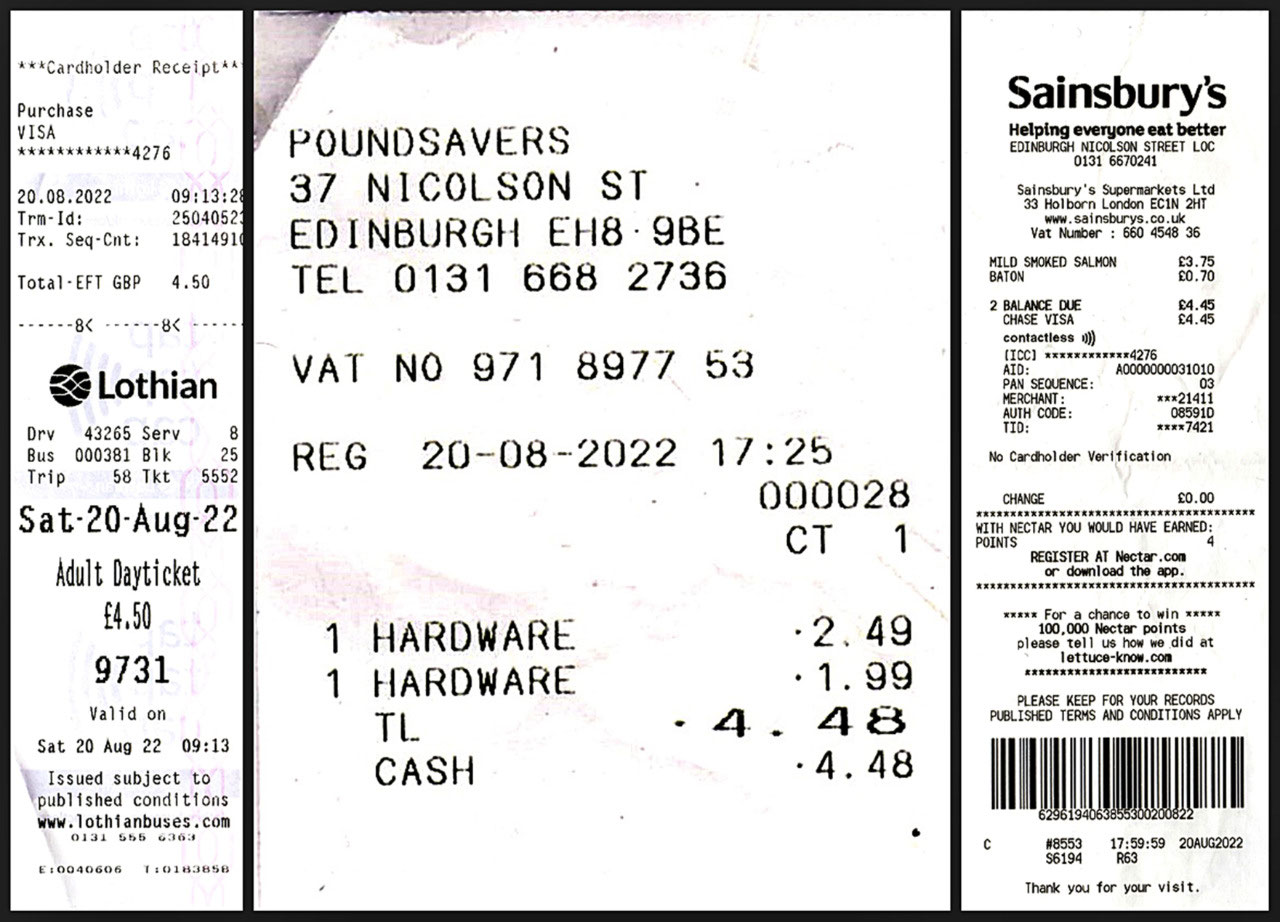 ***Cardholder Receipt**
Purchase
VISA
************4276
20.08.2022 09:13:28
Trm-Id: 25040523
Trx. Seq-Cnt: 18414910
Total-EFT GBP 4.50
------8< ------8< -----
Lothian
Drv 43265 Serv 8
Bus 000381 Blk 25
Trip 58 Tkt 5552
Sat-20-Aug-22
Adult Dayticket
£4.50
9731
Valid on
Sat 20 Aug 22 09:13
Issued subject to
published conditions
www.lothianbuses.com
0131 555 6363
E:0040606 T:0183858
POUNDSAVERS
37 NICOLSON ST
EDINBURGH EH8 9BE
TEL 0131 668 2736
VAT NO 971 8977 53
REG 20-08-2022 17:25
000028
CT 1
1 HARDWARE ·2.49
1 HARDWARE ·1.99
TL ·4.48
CASH ·4.48
Sainsbury's
Helping everyone eat better
EDINBURGH NICOLSON STREET LOC
0131 6670241
Sainsbury's Supermarkets Ltd
33 Holborn London EC1N 2HT
www.sainsburys.co.uk
Vat Number : 660 4548 36
MILD SMOKED SALMON £3.75
BATON £0.70
2 BALANCE DUE £4.45
CHASE VISA £4.45
contactless
[ICC] ************4276
AID: A0000000031010
PAN SEQUENCE: 03
MERCHANT: ***21411
AUTH CODE: 08591D
TID: ****7421
No Cardholder Verification
CHANGE £0.00
****************************************
WITH NECTAR YOU WOULD HAVE EARNED:
POINTS 4
REGISTER AT Nectar.com
or download the app.
****************************************
***** For a chance to win *****
100,000 Nectar points
please tell us how we did at
lettuce-know.com
**************************
PLEASE KEEP FOR YOUR RECORDS
PUBLISHED TERMS AND CONDITIONS APPLY
6296194063855300200822
C #8553 17:59:59 20AUG2022
S6194 R63
Thank you for your visit.